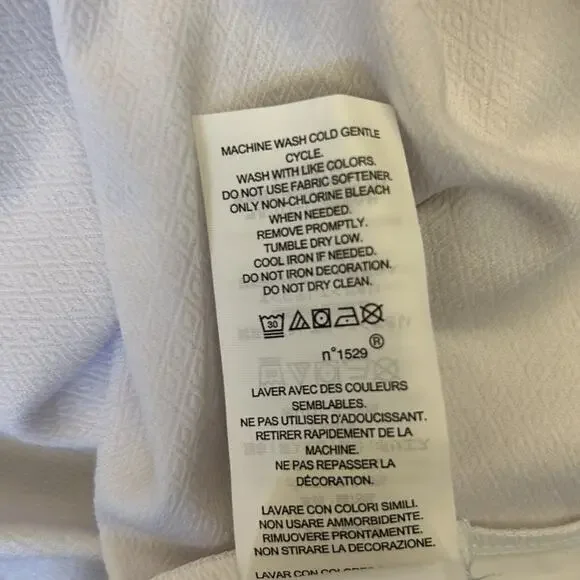 MACHINE WASH COLD GENTLE
CYCLE.
WASH WITH LIKE COLORS.
DO NOT USE FABRIC SOFTENER.
ONLY NON-CHLORINE BLEACH
WHEN NEEDED.
REMOVE PROMPTLY.
TUMBLE DRY LOW.
COOL IRON IF NEEDED.
DO NOT IRON DECORATION.
DO NOT DRY CLEAN.
30
n°1529®
LAVER AVEC DES COULEURS
SEMBLABLES.
NE PAS UTILISER D'ADOUCISSANT.
RETIRER RAPIDEMENT DE LA
MACHINE.
NE PAS REPASSER LA
DÉCORATION.
LAVARE CON COLORI SIMILI.
NON USARE AMMORBIDENTE.
RIMUOVERE PRONTAMENTE.
NON STIRARE LA DECORAZIONE.
LAVAR CON